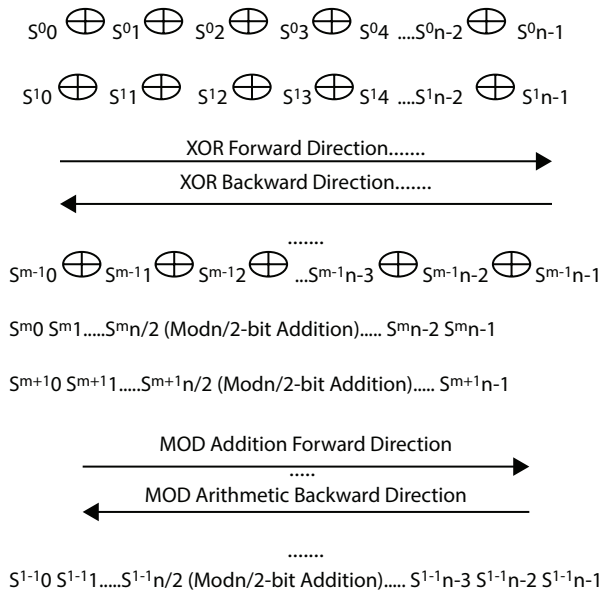 S⁰0 ⊕ S⁰1 ⊕ S⁰2 ⊕ S⁰3 ⊕ S⁰4 ....S⁰n-2 ⊕ S⁰n-1
S¹0 ⊕ S¹1 ⊕ S¹2 ⊕ S¹3 ⊕ S¹4 ....S¹n-2 ⊕ S¹n-1
XOR Forward Direction.......
XOR Backward Direction.......
.......
Sᵐ⁻¹0 ⊕ Sᵐ⁻¹1 ⊕ Sᵐ⁻¹2 ⊕ ...Sᵐ⁻¹n-3 ⊕ Sᵐ⁻¹n-2 ⊕ Sᵐ⁻¹n-1
Sᵐ0 Sᵐ1.....Sᵐn/2 (Modn/2-bit Addition)..... Sᵐn-2 Sᵐn-1
Sᵐ⁺¹0 Sᵐ⁺¹1.....Sᵐ⁺¹n/2 (Modn/2-bit Addition)..... Sᵐ⁺¹n-1
MOD Addition Forward Direction
.....
MOD Arithmetic Backward Direction
.......
S¹⁻¹0 S¹⁻¹1.....S¹⁻¹n/2 (Modn/2-bit Addition)..... S¹⁻¹n-3 S¹⁻¹n-2 S¹⁻¹n-1